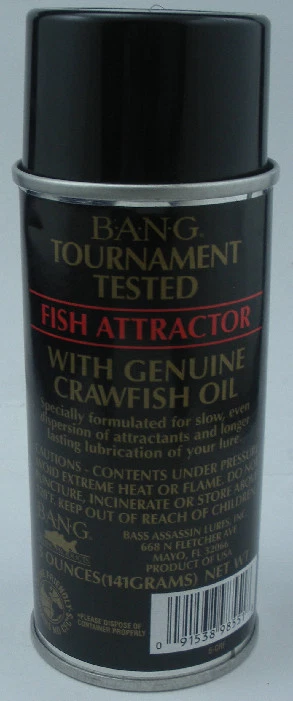 B·A·N·G.
TOURNAMENT
TESTED
FISH ATTRACTOR
WITH GENUINE
CRAWFISH OIL
Specially formulated for slow, even
dispersion of attractants and longer
lasting lubrication of your lure.
CAUTIONS - CONTENTS UNDER PRESSURE
AVOID EXTREME HEAT OR FLAME, DO NOT
PUNCTURE, INCINERATE OR STORE ABOVE
KEEP OUT OF REACH OF CHILDREN
B·A·N·G.
BASS ASSASSIN LURES, INC.
668 N FLETCHER AVE
MAYO, FL 32066
PRODUCT OF USA
OUNCES(141GRAMS) NET WT
*PLEASE DISPOSE OF
CONTAINER PROPERLY
0 91538 9855